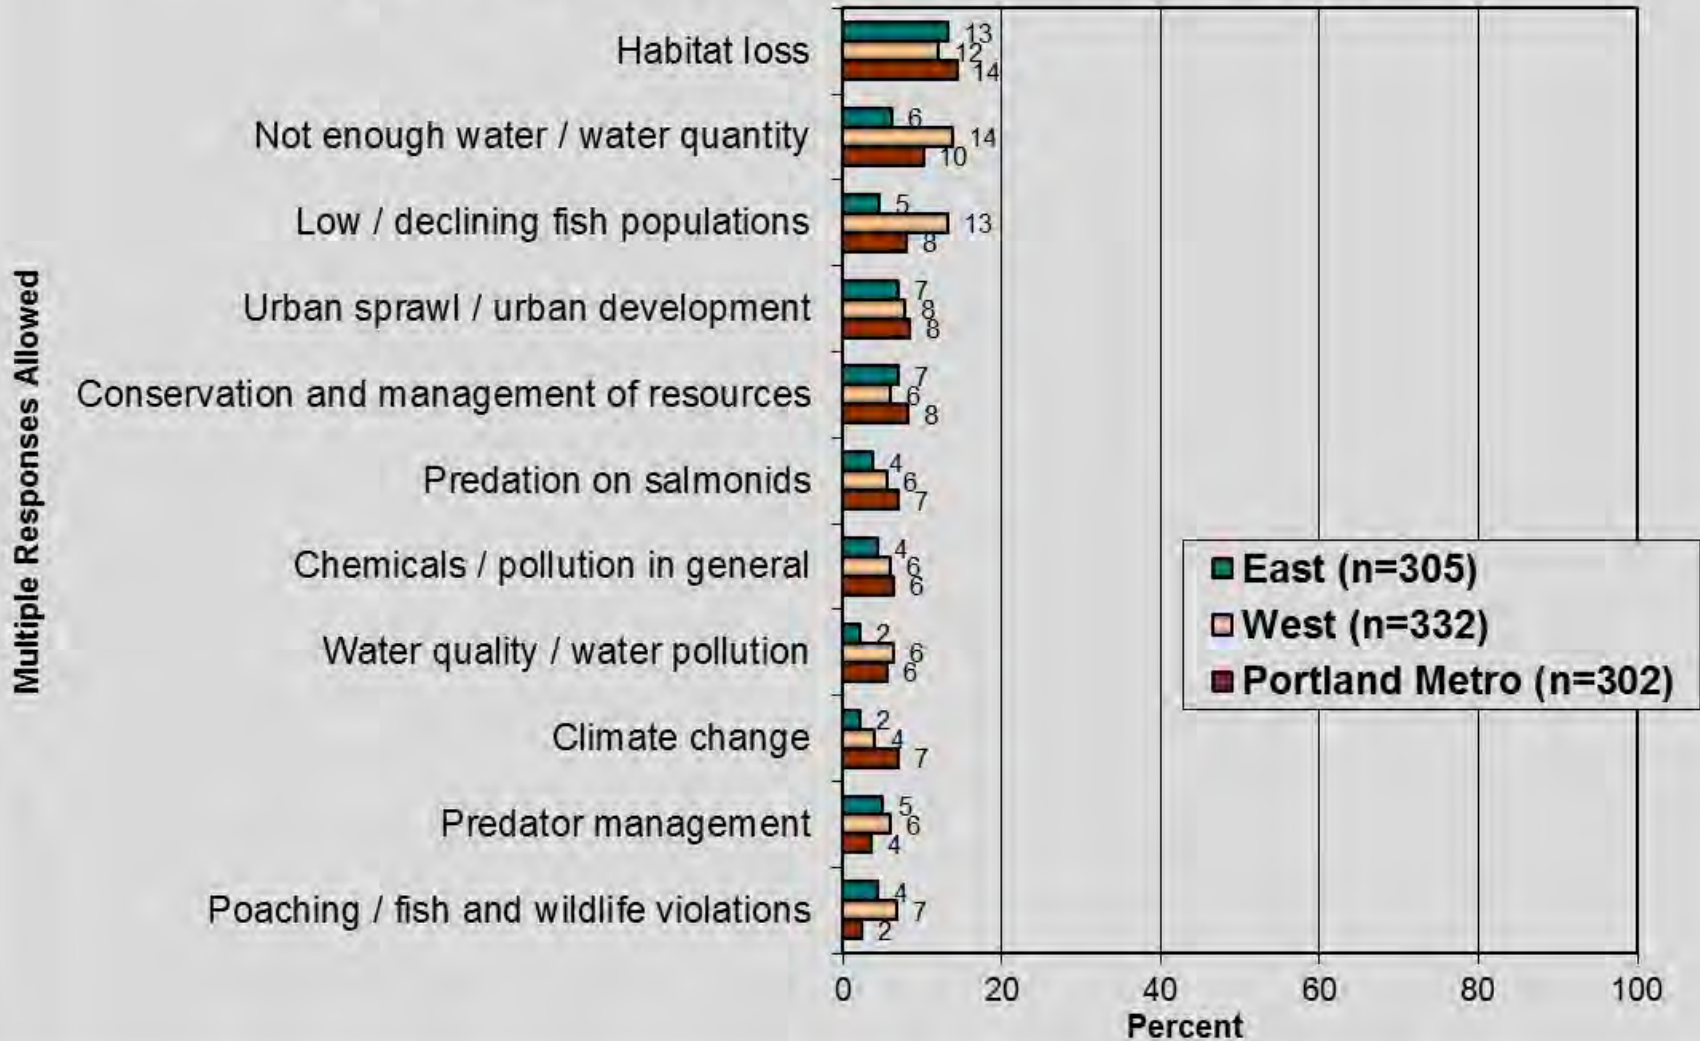 Multiple Responses Allowed
Habitat loss
13
12
14
Not enough water / water quantity
6
14
10
Low / declining fish populations
5
13
8
Urban sprawl / urban development
7
8
8
Conservation and management of resources
7
6
8
Predation on salmonids
4
6
7
Chemicals / pollution in general
4
6
6
Water quality / water pollution
2
6
6
Climate change
2
4
7
Predator management
5
6
4
Poaching / fish and wildlife violations
4
7
2
East (n=305)
West (n=332)
Portland Metro (n=302)
0 20 40 60 80 100
Percent